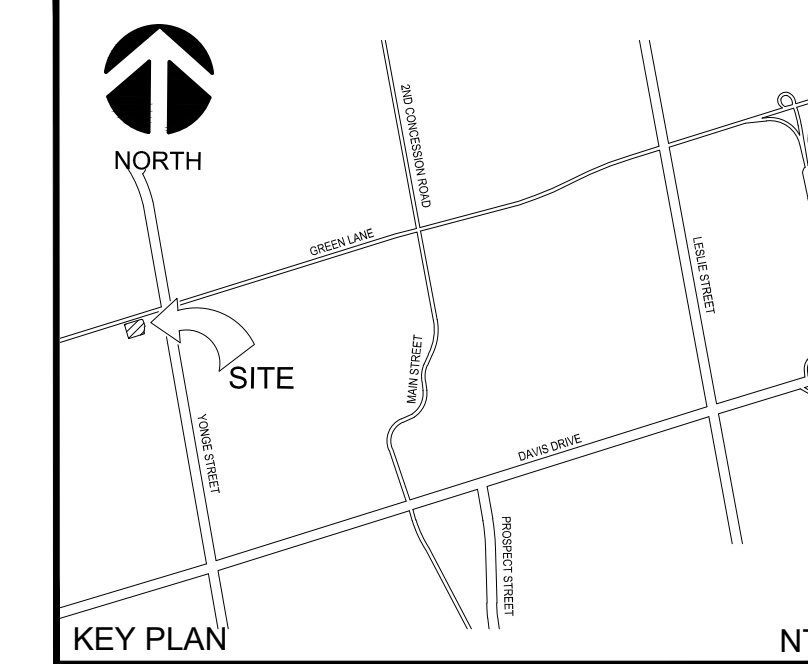 NORTH
2ND CONCESSION ROAD
GREEN LANE
LESLIE STREET
SITE
MAIN STREET
YONGE STREET
DAVIS DRIVE
PROSPECT STREET
KEY PLAN